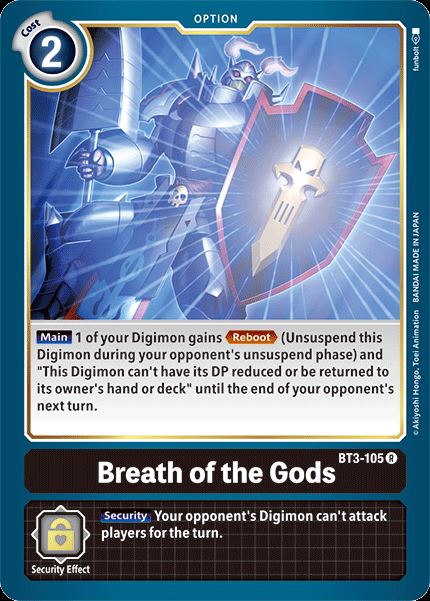 OPTION
Cost
2
funbolt
©Akiyoshi Hongo, Toei Animation BANDAI MADE IN JAPAN
Main 1 of your Digimon gains Reboot (Unsuspend this
Digimon during your opponent's unsuspend phase) and
"This Digimon can't have its DP reduced or be returned to
its owner's hand or deck" until the end of your opponent's
next turn.
BT3-105 R
Breath of the Gods
Security Your opponent's Digimon can't attack
players for the turn.
Security Effect